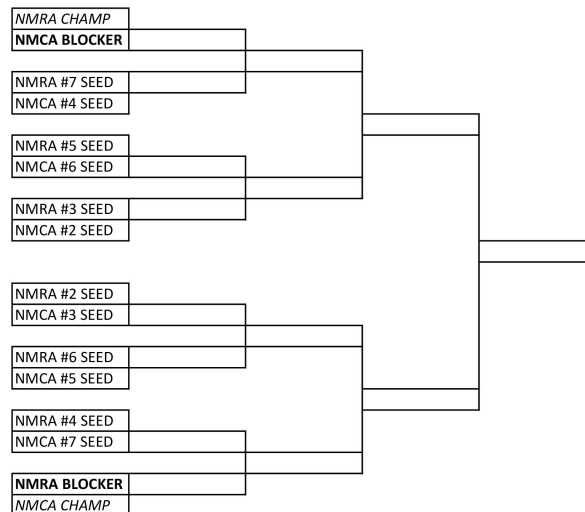 NMRA CHAMP
NMCA BLOCKER
NMRA #7 SEED
NMCA #4 SEED
NMRA #5 SEED
NMCA #6 SEED
NMRA #3 SEED
NMCA #2 SEED
NMRA #2 SEED
NMCA #3 SEED
NMRA #6 SEED
NMCA #5 SEED
NMRA #4 SEED
NMCA #7 SEED
NMRA BLOCKER
NMCA CHAMP